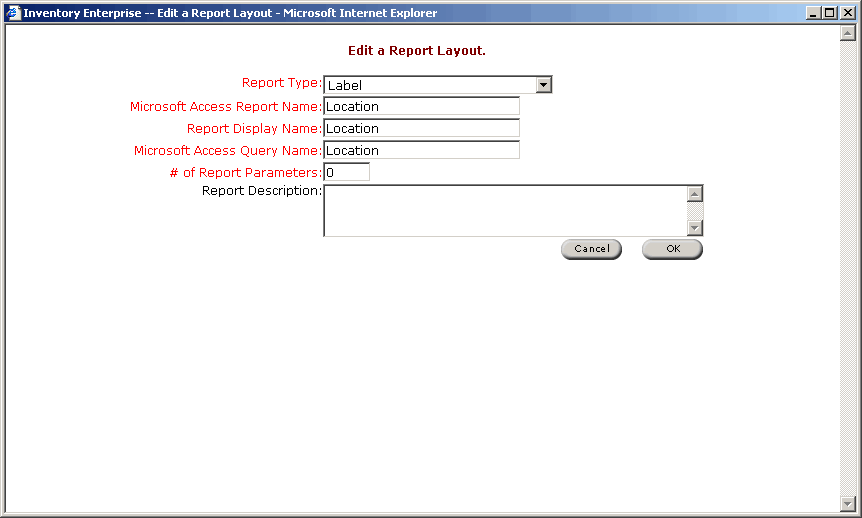 Inventory Enterprise -- Edit a Report Layout - Microsoft Internet Explorer
Edit a Report Layout.
Report Type: Label
Microsoft Access Report Name: Location
Report Display Name: Location
Microsoft Access Query Name: Location
# of Report Parameters: 0
Report Description:
Cancel OK